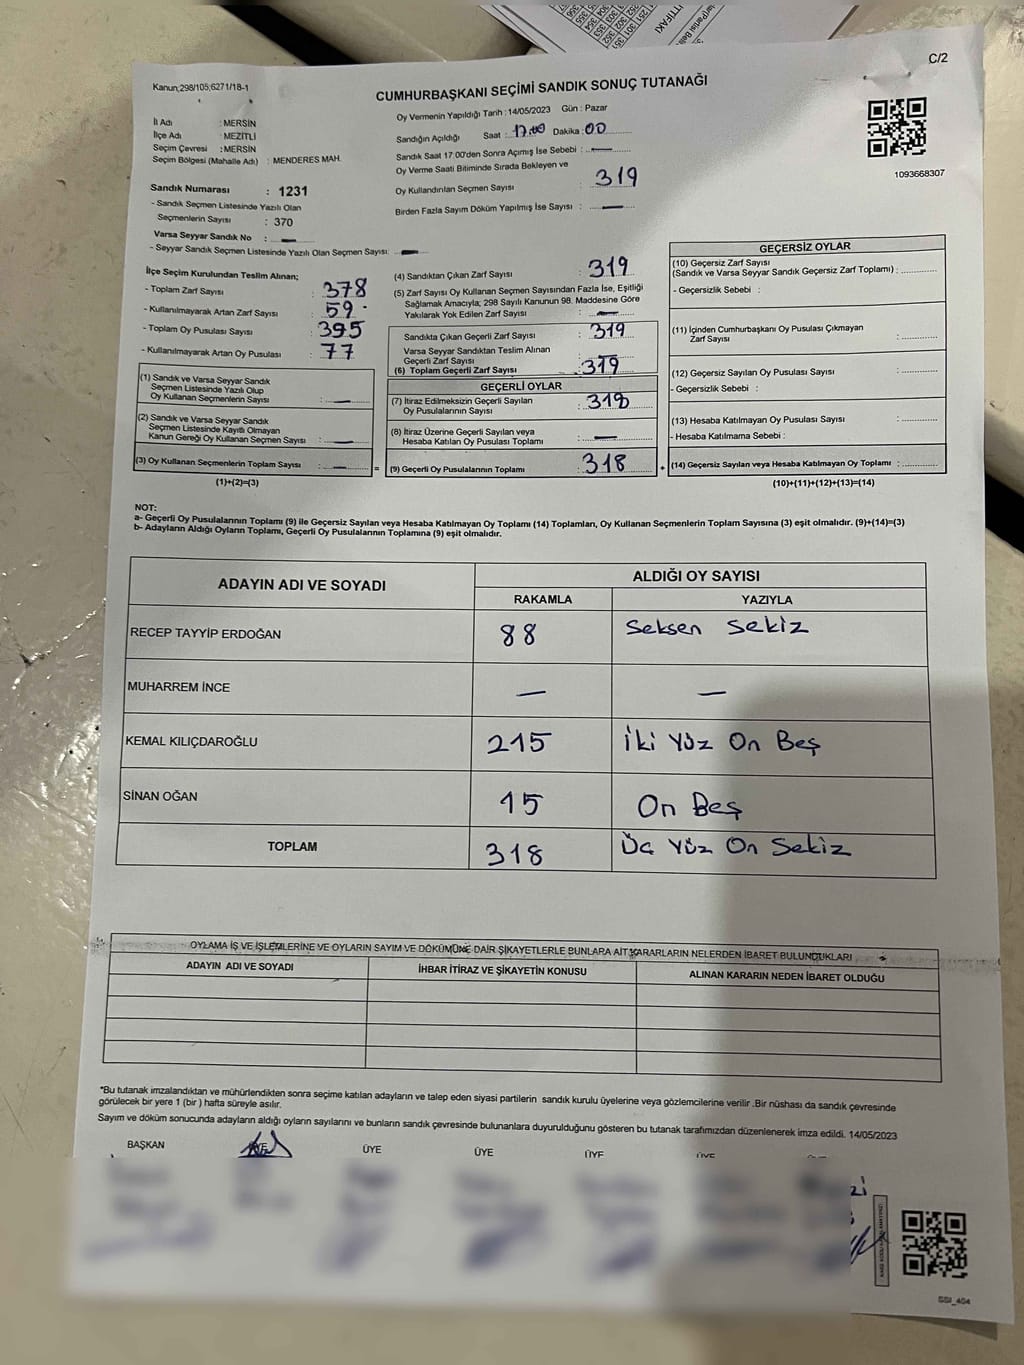 C/2
Kanun;298/105;6271/18-1
CUMHURBAŞKANI SEÇİMİ SANDIK SONUÇ TUTANAĞI
1093668307
İl Adı : MERSİN
İlçe Adı : MEZİTLİ
Seçim Çevresi : MERSİN
Seçim Bölgesi (Mahalle Adı) : MENDERES MAH.
Sandık Numarası : 1231
- Sandık Seçmen Listesinde Yazılı Olan
Seçmenlerin Sayısı : 370
Varsa Seyyar Sandık No : —
- Seyyar Sandık Seçmen Listesinde Yazılı Olan Seçmen Sayısı: —
Oy Vermenin Yapıldığı Tarih : 14/05/2023 Gün : Pazar
Sandığın Açıldığı Saat : 17:00 Dakika : 00
Sandık Saat 17.00'den Sonra Açımış İse Sebebi : —
Oy Verme Saati Bitiminde Sırada Bekleyen ve
Oy Kullandırılan Seçmen Sayısı : 319
Birden Fazla Sayım Döküm Yapılmış İse Sayısı : —
İlçe Seçim Kurulundan Teslim Alınan;
- Toplam Zarf Sayısı : 378
- Kullanılmayarak Artan Zarf Sayısı : 59
- Toplam Oy Pusulası Sayısı : 395
- Kullanılmayarak Artan Oy Pusulası : 77
(1) Sandık ve Varsa Seyyar Sandık
Seçmen Listesinde Yazılı Olup
Oy Kullanan Seçmenlerin Sayısı : —
(2) Sandık ve Varsa Seyyar Sandık
Seçmen Listesinde Kayıtlı Olmayan
Kanun Gereği Oy Kullanan Seçmen Sayısı : —
(3) Oy Kullanan Seçmenlerin Toplam Sayısı : — =
(1)+(2)=(3)
(4) Sandıktan Çıkan Zarf Sayısı : 319
(5) Zarf Sayısı Oy Kullanan Seçmen Sayısından Fazla İse, Eşitliği
Sağlamak Amacıyla; 298 Sayılı Kanunun 98. Maddesine Göre
Yakılarak Yok Edilen Zarf Sayısı : —
Sandıkta Çıkan Geçerli Zarf Sayısı : 319
Varsa Seyyar Sandıktan Teslim Alınan
Geçerli Zarf Sayısı :
(6) Toplam Geçerli Zarf Sayısı : 319
GEÇERLİ OYLAR
(7) İtiraz Edilmeksizin Geçerli Sayılan
Oy Pusulalarının Sayısı : 318
(8) İtiraz Üzerine Geçerli Sayılan veya
Hesaba Katılan Oy Pusulası Toplamı : —
(9) Geçerli Oy Pusulalarının Toplamı : 318 +
GEÇERSİZ OYLAR
(10) Geçersiz Zarf Sayısı
(Sandık ve Varsa Seyyar Sandık Geçersiz Zarf Toplamı) :
- Geçersizlik Sebebi :
(11) İçinden Cumhurbaşkanı Oy Pusulası Çıkmayan
Zarf Sayısı :
(12) Geçersiz Sayılan Oy Pusulası Sayısı :
- Geçersizlik Sebebi :
(13) Hesaba Katılmayan Oy Pusulası Sayısı :
- Hesaba Katılmama Sebebi :
(14) Geçersiz Sayılan veya Hesaba Katılmayan Oy Toplamı :
(10)+(11)+(12)+(13)=(14)
NOT:
a- Geçerli Oy Pusulalarının Toplamı (9) ile Geçersiz Sayılan veya Hesaba Katılmayan Oy Toplamı (14) Toplamları, Oy Kullanan Seçmenlerin Toplam Sayısına (3) eşit olmalıdır. (9)+(14)=(3)
b- Adayların Aldığı Oyların Toplamı, Geçerli Oy Pusulalarının Toplamına (9) eşit olmalıdır.
ADAYIN ADI VE SOYADI
ALDIĞI OY SAYISI
RAKAMLA YAZIYLA
RECEP TAYYİP ERDOĞAN 88 Seksen Sekiz
MUHARREM İNCE — —
KEMAL KILIÇDAROĞLU 215 İki Yüz On Beş
SİNAN OĞAN 15 On Beş
TOPLAM 318 Üç Yüz On Sekiz
OYLAMA İŞ VE İŞLEMLERİNE VE OYLARIN SAYIM VE DÖKÜMÜNE DAİR ŞİKAYETLERLE BUNLARA AİT KARARLARIN NELERDEN İBARET BULUNDUKLARI
ADAYIN ADI VE SOYADI İHBAR İTİRAZ VE ŞİKAYETİN KONUSU ALINAN KARARIN NEDEN İBARET OLDUĞU
*Bu tutanak imzalandıktan ve mühürlendikten sonra seçime katılan adayların ve talep eden siyasi partilerin sandık kurulu üyelerine veya gözlemcilerine verilir .Bir nüshası da sandık çevresinde
görülecek bir yere 1 (bir ) hafta süreyle asılır.
Sayım ve döküm sonucunda adayların aldığı oyların sayılarını ve bunların sandık çevresinde bulunanlara duyurulduğunu gösteren bu tutanak tarafımızdan düzenlenerek imza edildi. 14/05/2023
BAŞKAN ÜYE ÜYE ÜYE ÜYE ÜYE
SSİ_404